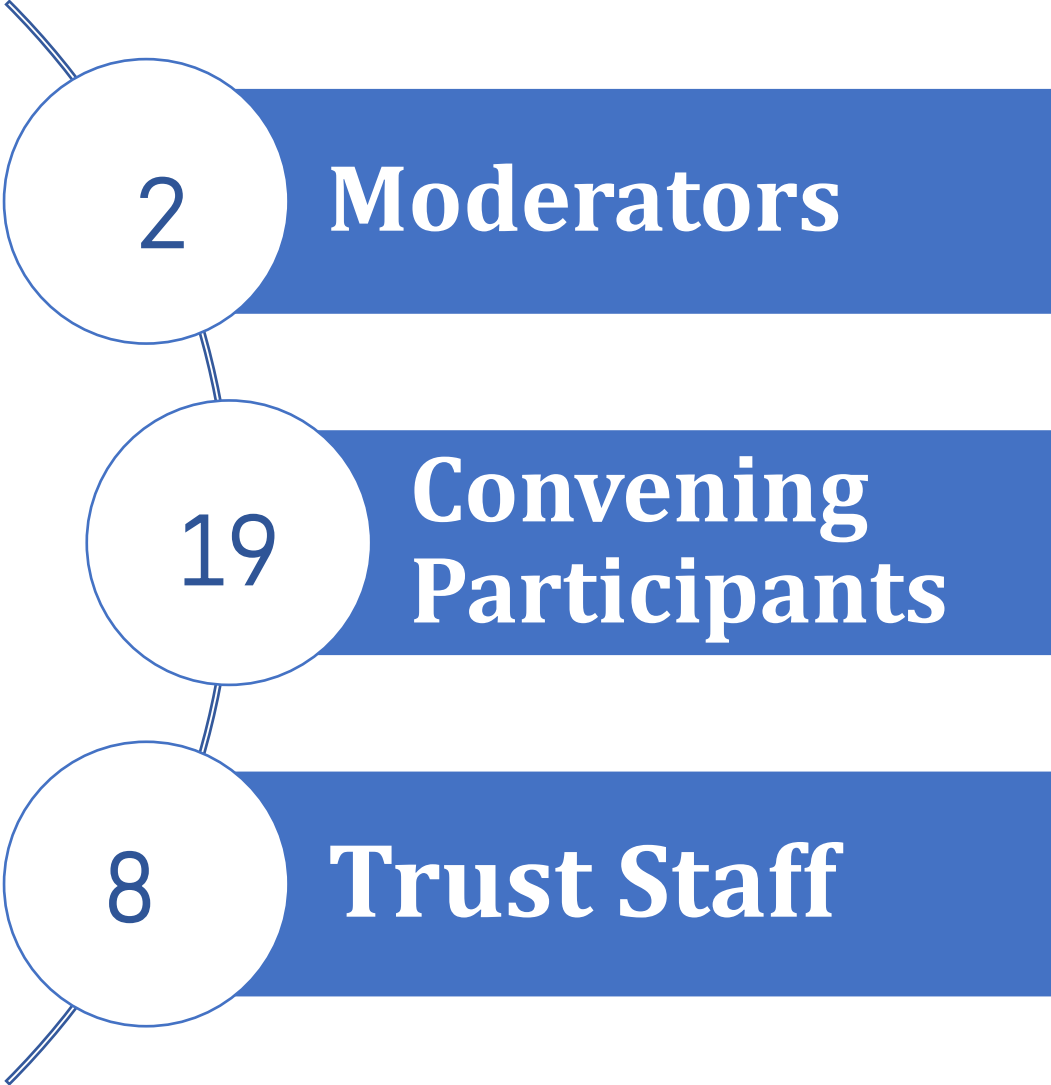 2
Moderators
19
Convening
Participants
8
Trust Staff